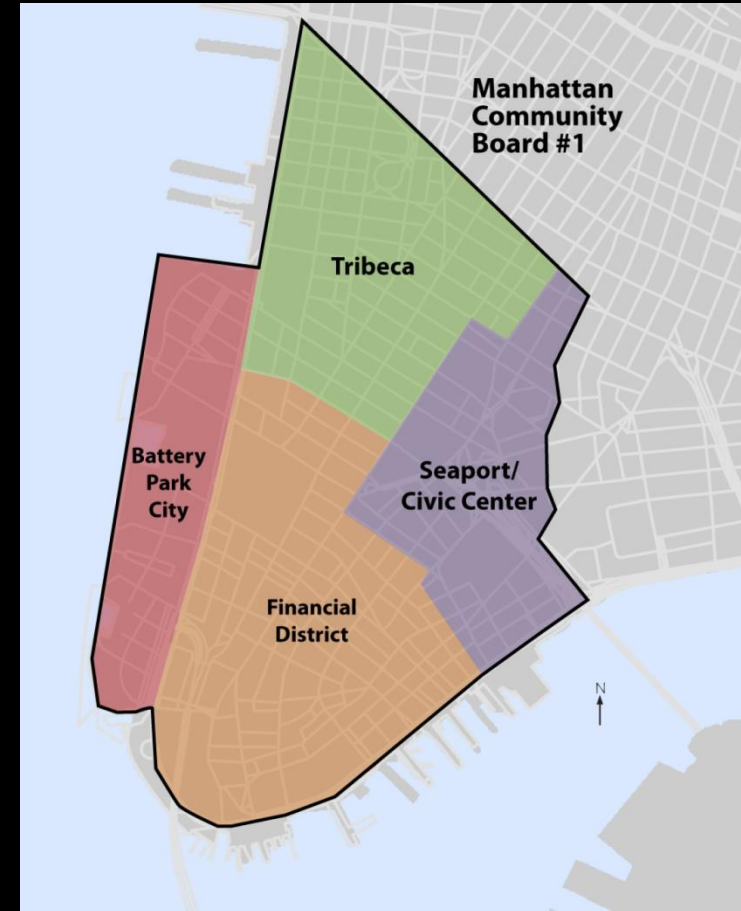 Manhattan
Community
Board #1
Tribeca
Battery
Park
City
Seaport/
Civic Center
Financial
District
N